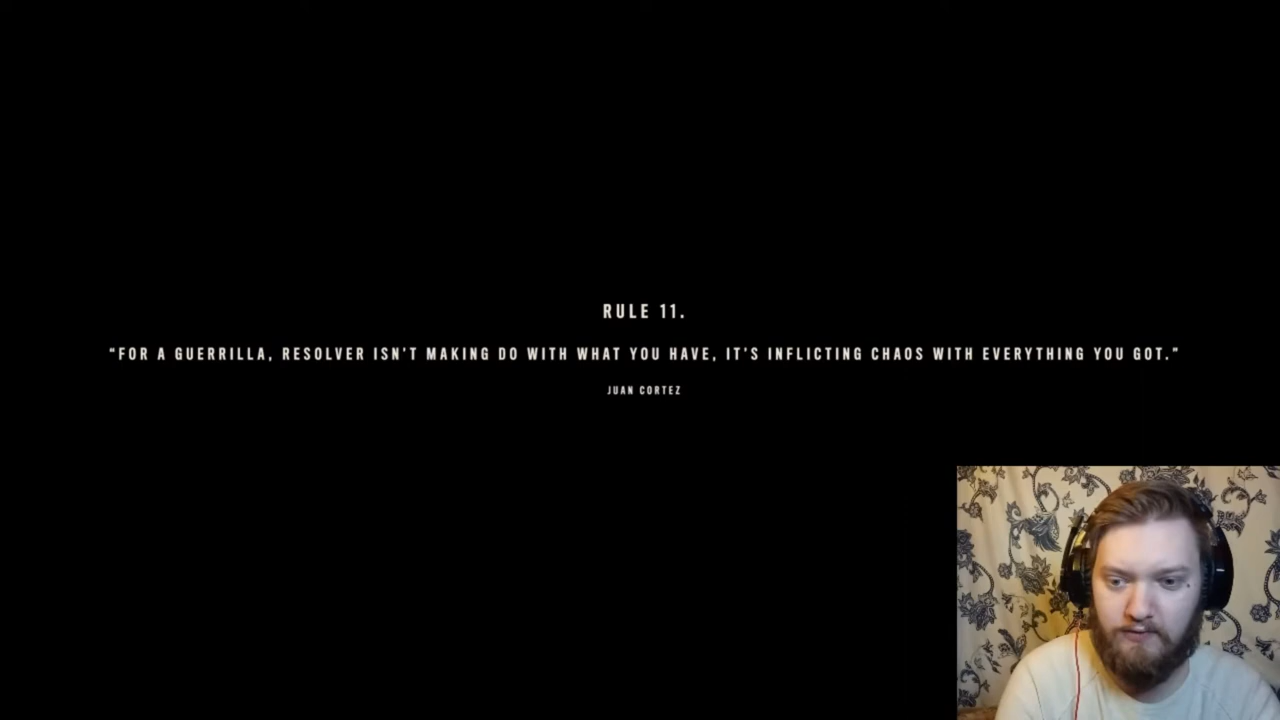 RULE 11.
"FOR A GUERRILLA, RESOLVER ISN'T MAKING DO WITH WHAT YOU HAVE, IT'S INFLICTING CHAOS WITH EVERYTHING YOU GOT."
JUAN CORTEZ